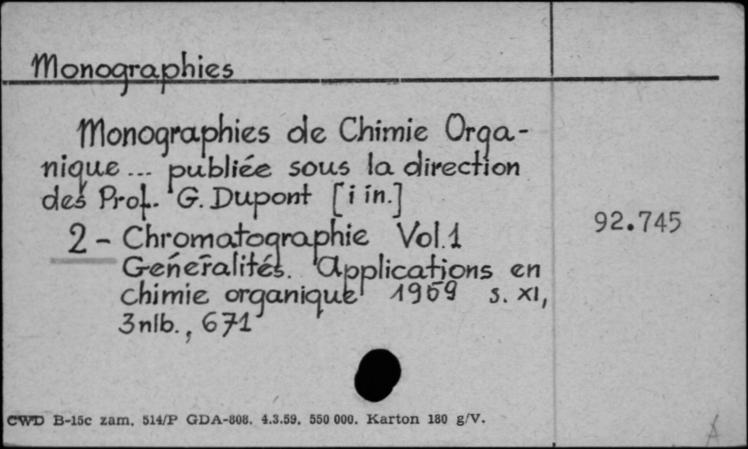 Monographies
Monographies de Chimie Orga-
nique ... publiée sous la direction
des Prof. G. Dupont [i in.]
92.745
2 - Chromatographie Vol.1
Généralités. Applications en
chimie organique 1959 s. XI,
3nlb., 671
CWD B-15c zam. 514/P GDA-808. 4.3.59. 550 000. Karton 180 g/V.